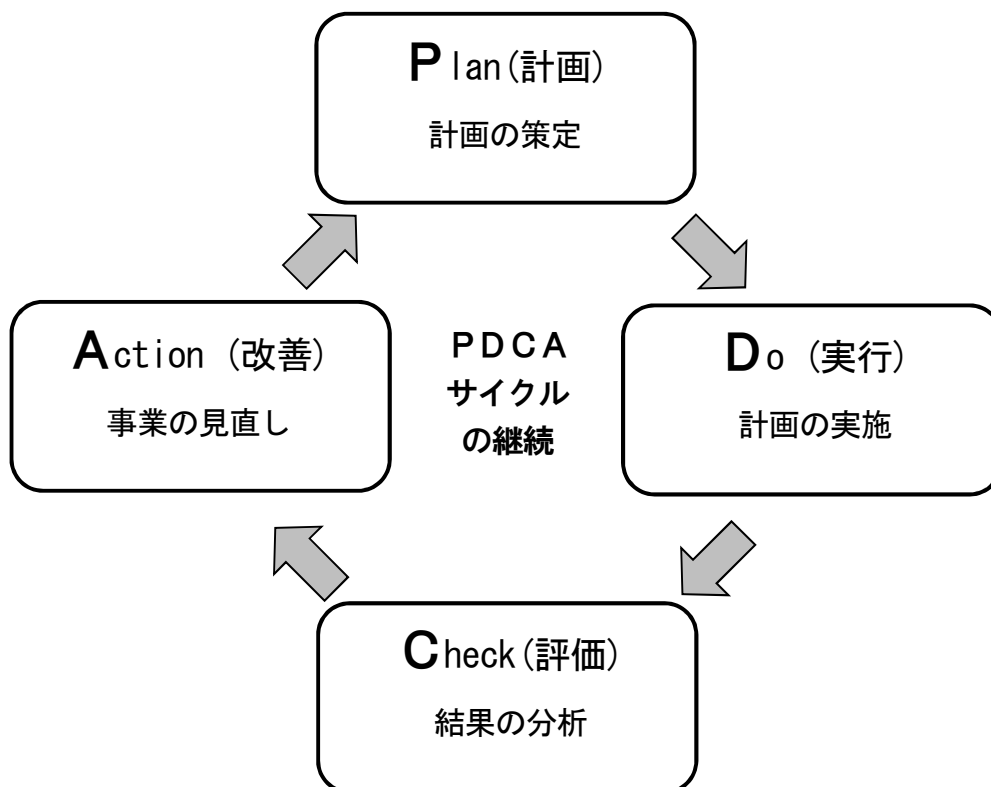 Plan(計画)
計画の策定
Action (改善)
事業の見直し
PDCA
サイクル
の継続
Do (実行)
計画の実施
Check(評価)
結果の分析